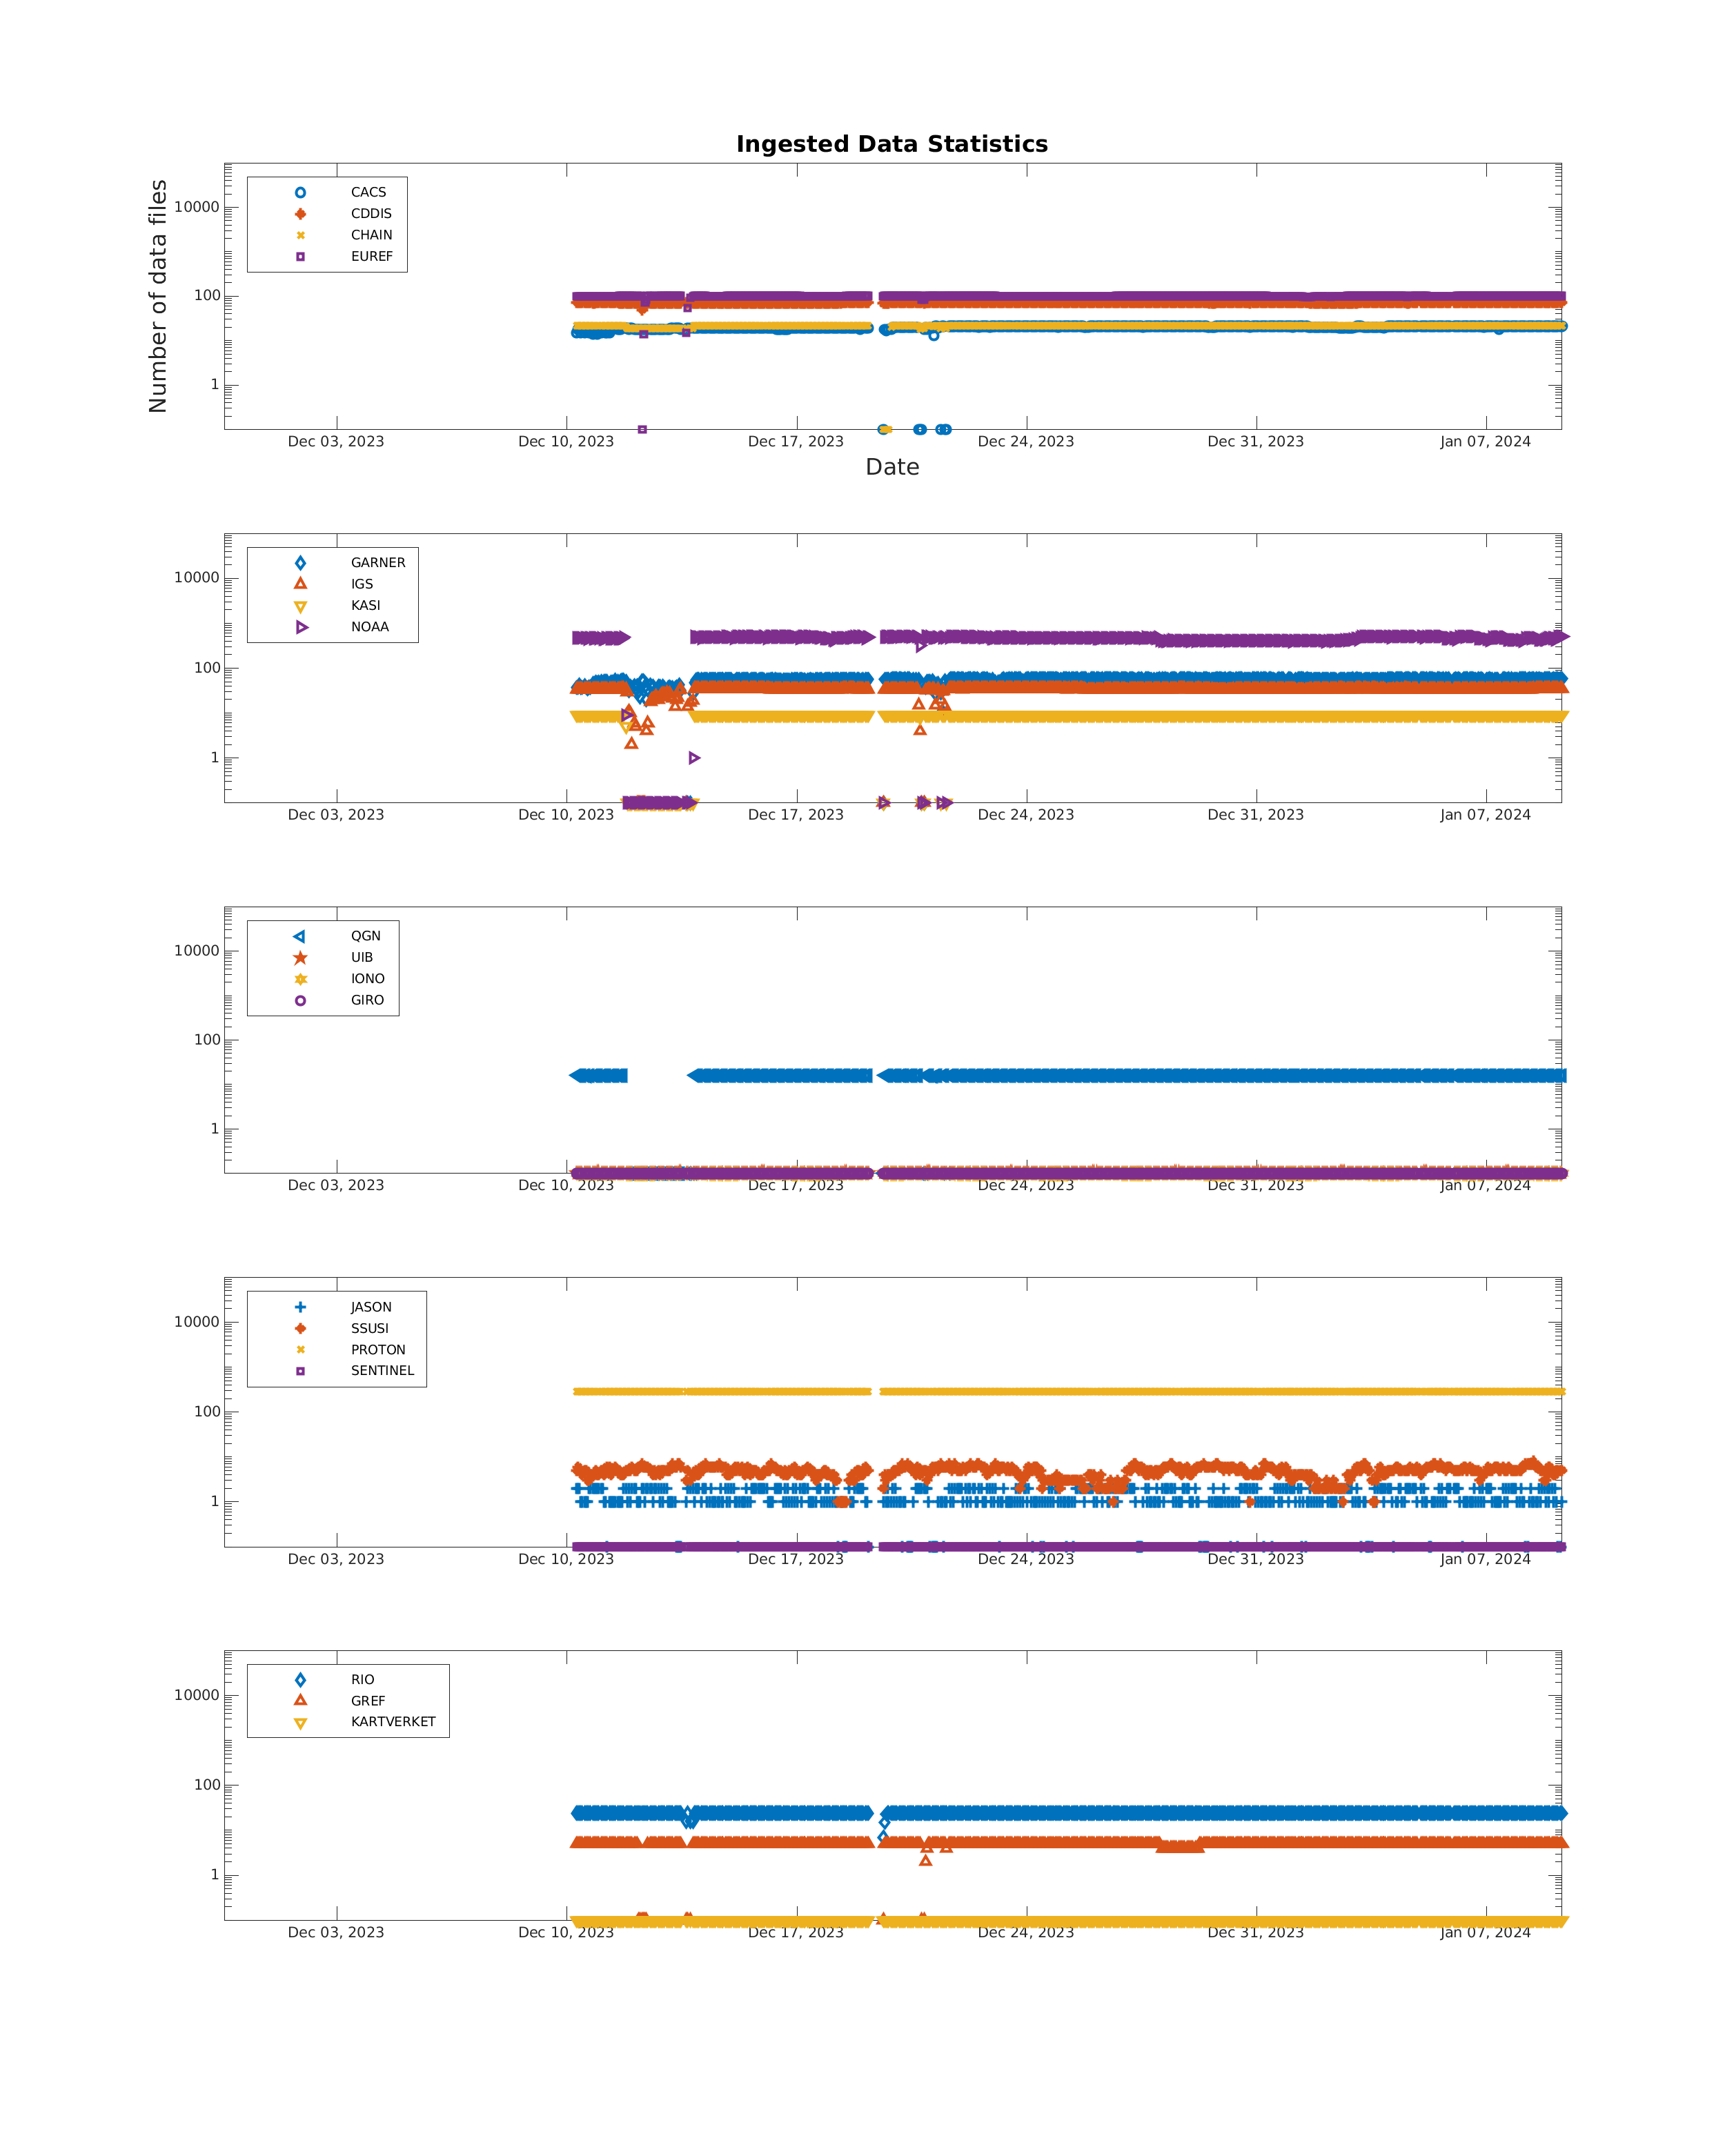 Ingested Data Statistics
Number of data files
10000
100
1
CACS
CDDIS
CHAIN
EUREF
Dec 03, 2023 Dec 10, 2023 Dec 17, 2023 Dec 24, 2023 Dec 31, 2023 Jan 07, 2024
Date
10000
100
1
GARNER
IGS
KASI
NOAA
Dec 03, 2023 Dec 10, 2023 Dec 17, 2023 Dec 24, 2023 Dec 31, 2023 Jan 07, 2024
10000
100
1
QGN
UIB
IONO
GIRO
Dec 03, 2023 Dec 10, 2023 Dec 17, 2023 Dec 24, 2023 Dec 31, 2023 Jan 07, 2024
10000
100
1
JASON
SSUSI
PROTON
SENTINEL
Dec 03, 2023 Dec 10, 2023 Dec 17, 2023 Dec 24, 2023 Dec 31, 2023 Jan 07, 2024
10000
100
1
RIO
GREF
KARTVERKET
Dec 03, 2023 Dec 10, 2023 Dec 17, 2023 Dec 24, 2023 Dec 31, 2023 Jan 07, 2024